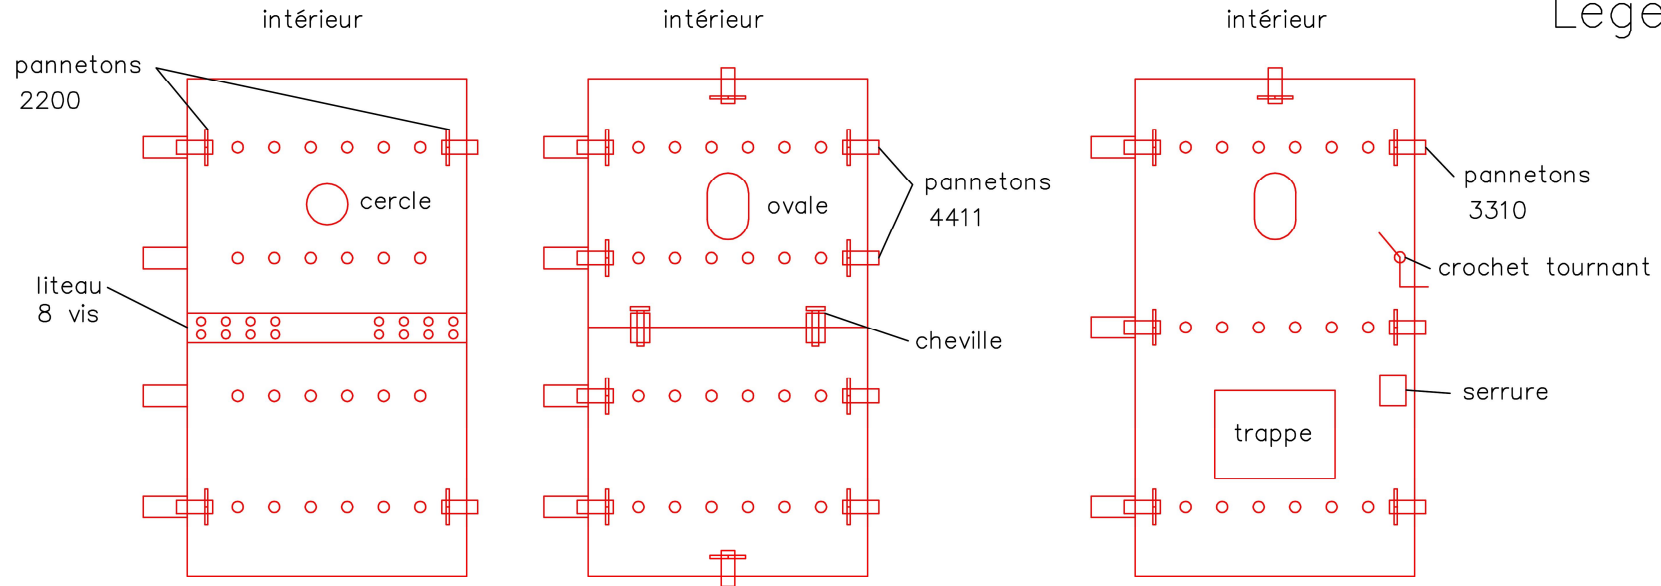 intérieur
intérieur
intérieur
Lege
pannetons
2200
cercle
liteau
8 vis
ovale
pannetons
4411
cheville
pannetons
3310
crochet tournant
serrure
trappe